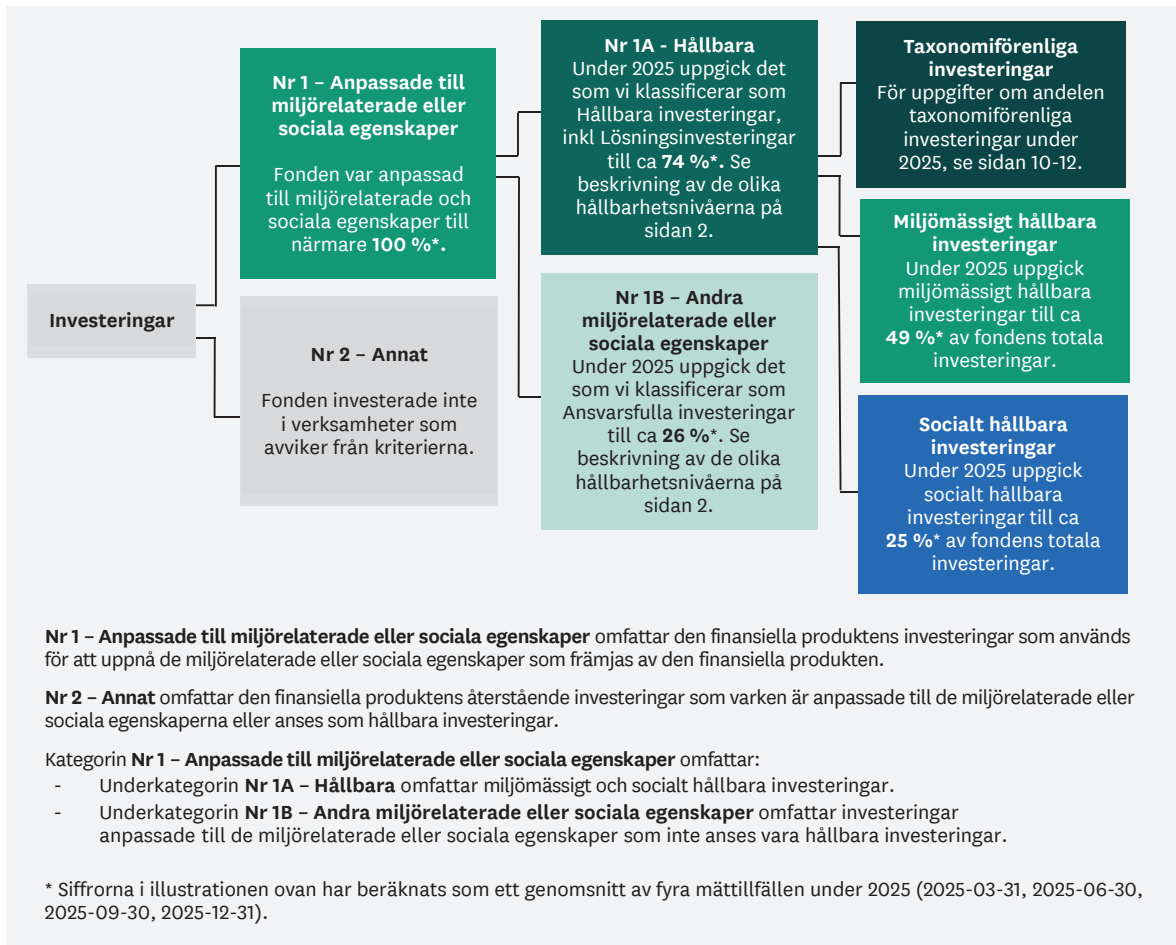 Investeringar
Nr 1 – Anpassade till
miljörelaterade eller
sociala egenskaper
Fonden var anpassad
till miljörelaterade och
sociala egenskaper till
närmare 100 %*.
Nr 2 – Annat
Fonden investerade inte
i verksamheter som
avviker från kriterierna.
Nr 1A - Hållbara
Under 2025 uppgick det
som vi klassificerar som
Hållbara investeringar,
inkl Lösningsinvesteringar
till ca 74 %*. Se
beskrivning av de olika
hållbarhetsnivåerna på
sidan 2.
Nr 1B – Andra
miljörelaterade eller
sociala egenskaper
Under 2025 uppgick det
som vi klassificerar som
Ansvarsfulla investeringar
till ca 26 %*. Se
beskrivning av de olika
hållbarhetsnivåerna på
sidan 2.
Taxonomiförenliga
investeringar
För uppgifter om andelen
taxonomiförenliga
investeringar under
2025, se sidan 10-12.
Miljömässigt hållbara
investeringar
Under 2025 uppgick
miljömässigt hållbara
investeringar till ca
49 %* av fondens totala
investeringar.
Socialt hållbara
investeringar
Under 2025 uppgick
socialt hållbara
investeringar till ca
25 %* av fondens totala
investeringar.
Nr 1 – Anpassade till miljörelaterade eller sociala egenskaper omfattar den finansiella produktens investeringar som används
för att uppnå de miljörelaterade eller sociala egenskaper som främjas av den finansiella produkten.
Nr 2 – Annat omfattar den finansiella produktens återstående investeringar som varken är anpassade till de miljörelaterade eller
sociala egenskaperna eller anses som hållbara investeringar.
Kategorin Nr 1 – Anpassade till miljörelaterade eller sociala egenskaper omfattar:
- Underkategorin Nr 1A – Hållbara omfattar miljömässigt och socialt hållbara investeringar.
- Underkategorin Nr 1B – Andra miljörelaterade eller sociala egenskaper omfattar investeringar
anpassade till de miljörelaterade eller sociala egenskaper som inte anses vara hållbara investeringar.
* Siffrorna i illustrationen ovan har beräknats som ett genomsnitt av fyra mättillfällen under 2025 (2025-03-31, 2025-06-30,
2025-09-30, 2025-12-31).